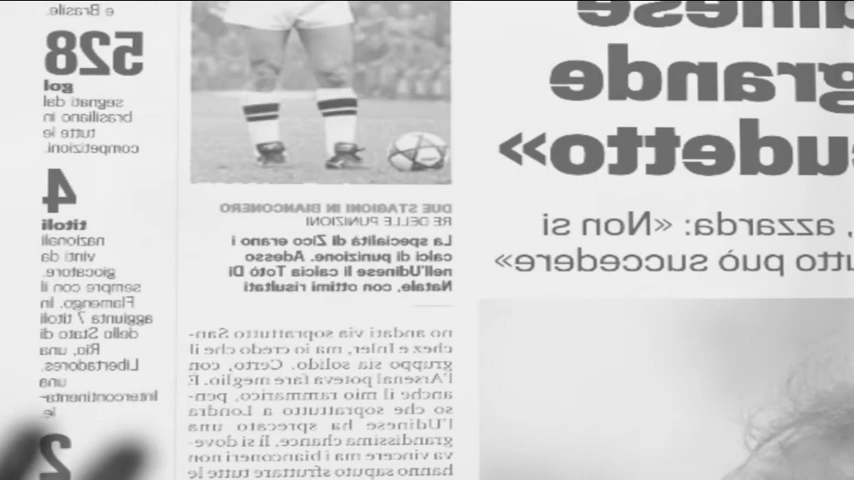 dinese
grande
udetto»
, azzarda: «Non si
utto può succedere»
DUE STAGIONI IN BIANCONERO
RE DELLE PUNIZIONI
La specialità di Zico erano i
calci di punizione. Adesso
nell'Udinese li calcia Totò Di
Natale, con ottimi risultati
no andati via soprattutto San-
chez e Inler, ma io credo che il
gruppo sia solido. Certo, con
l'Arsenal poteva fare meglio. È
anche il mio rammarico, pen-
so che soprattutto a Londra
l'Udinese ha sprecato una
grandissima chance, lì si dove-
va vincere ma i bianconeri non
hanno saputo sfruttare tutte le
e Brasile.
528
gol
segnati dal
brasiliano in
tutte le
competizioni.
4
titoli
nazionali
vinti da
giocatore,
sempre con il
Flamengo. In
aggiunta 7 titoli
dello Stato di
Rio, una
Libertadores,
una
Intercontinenta-
le
2